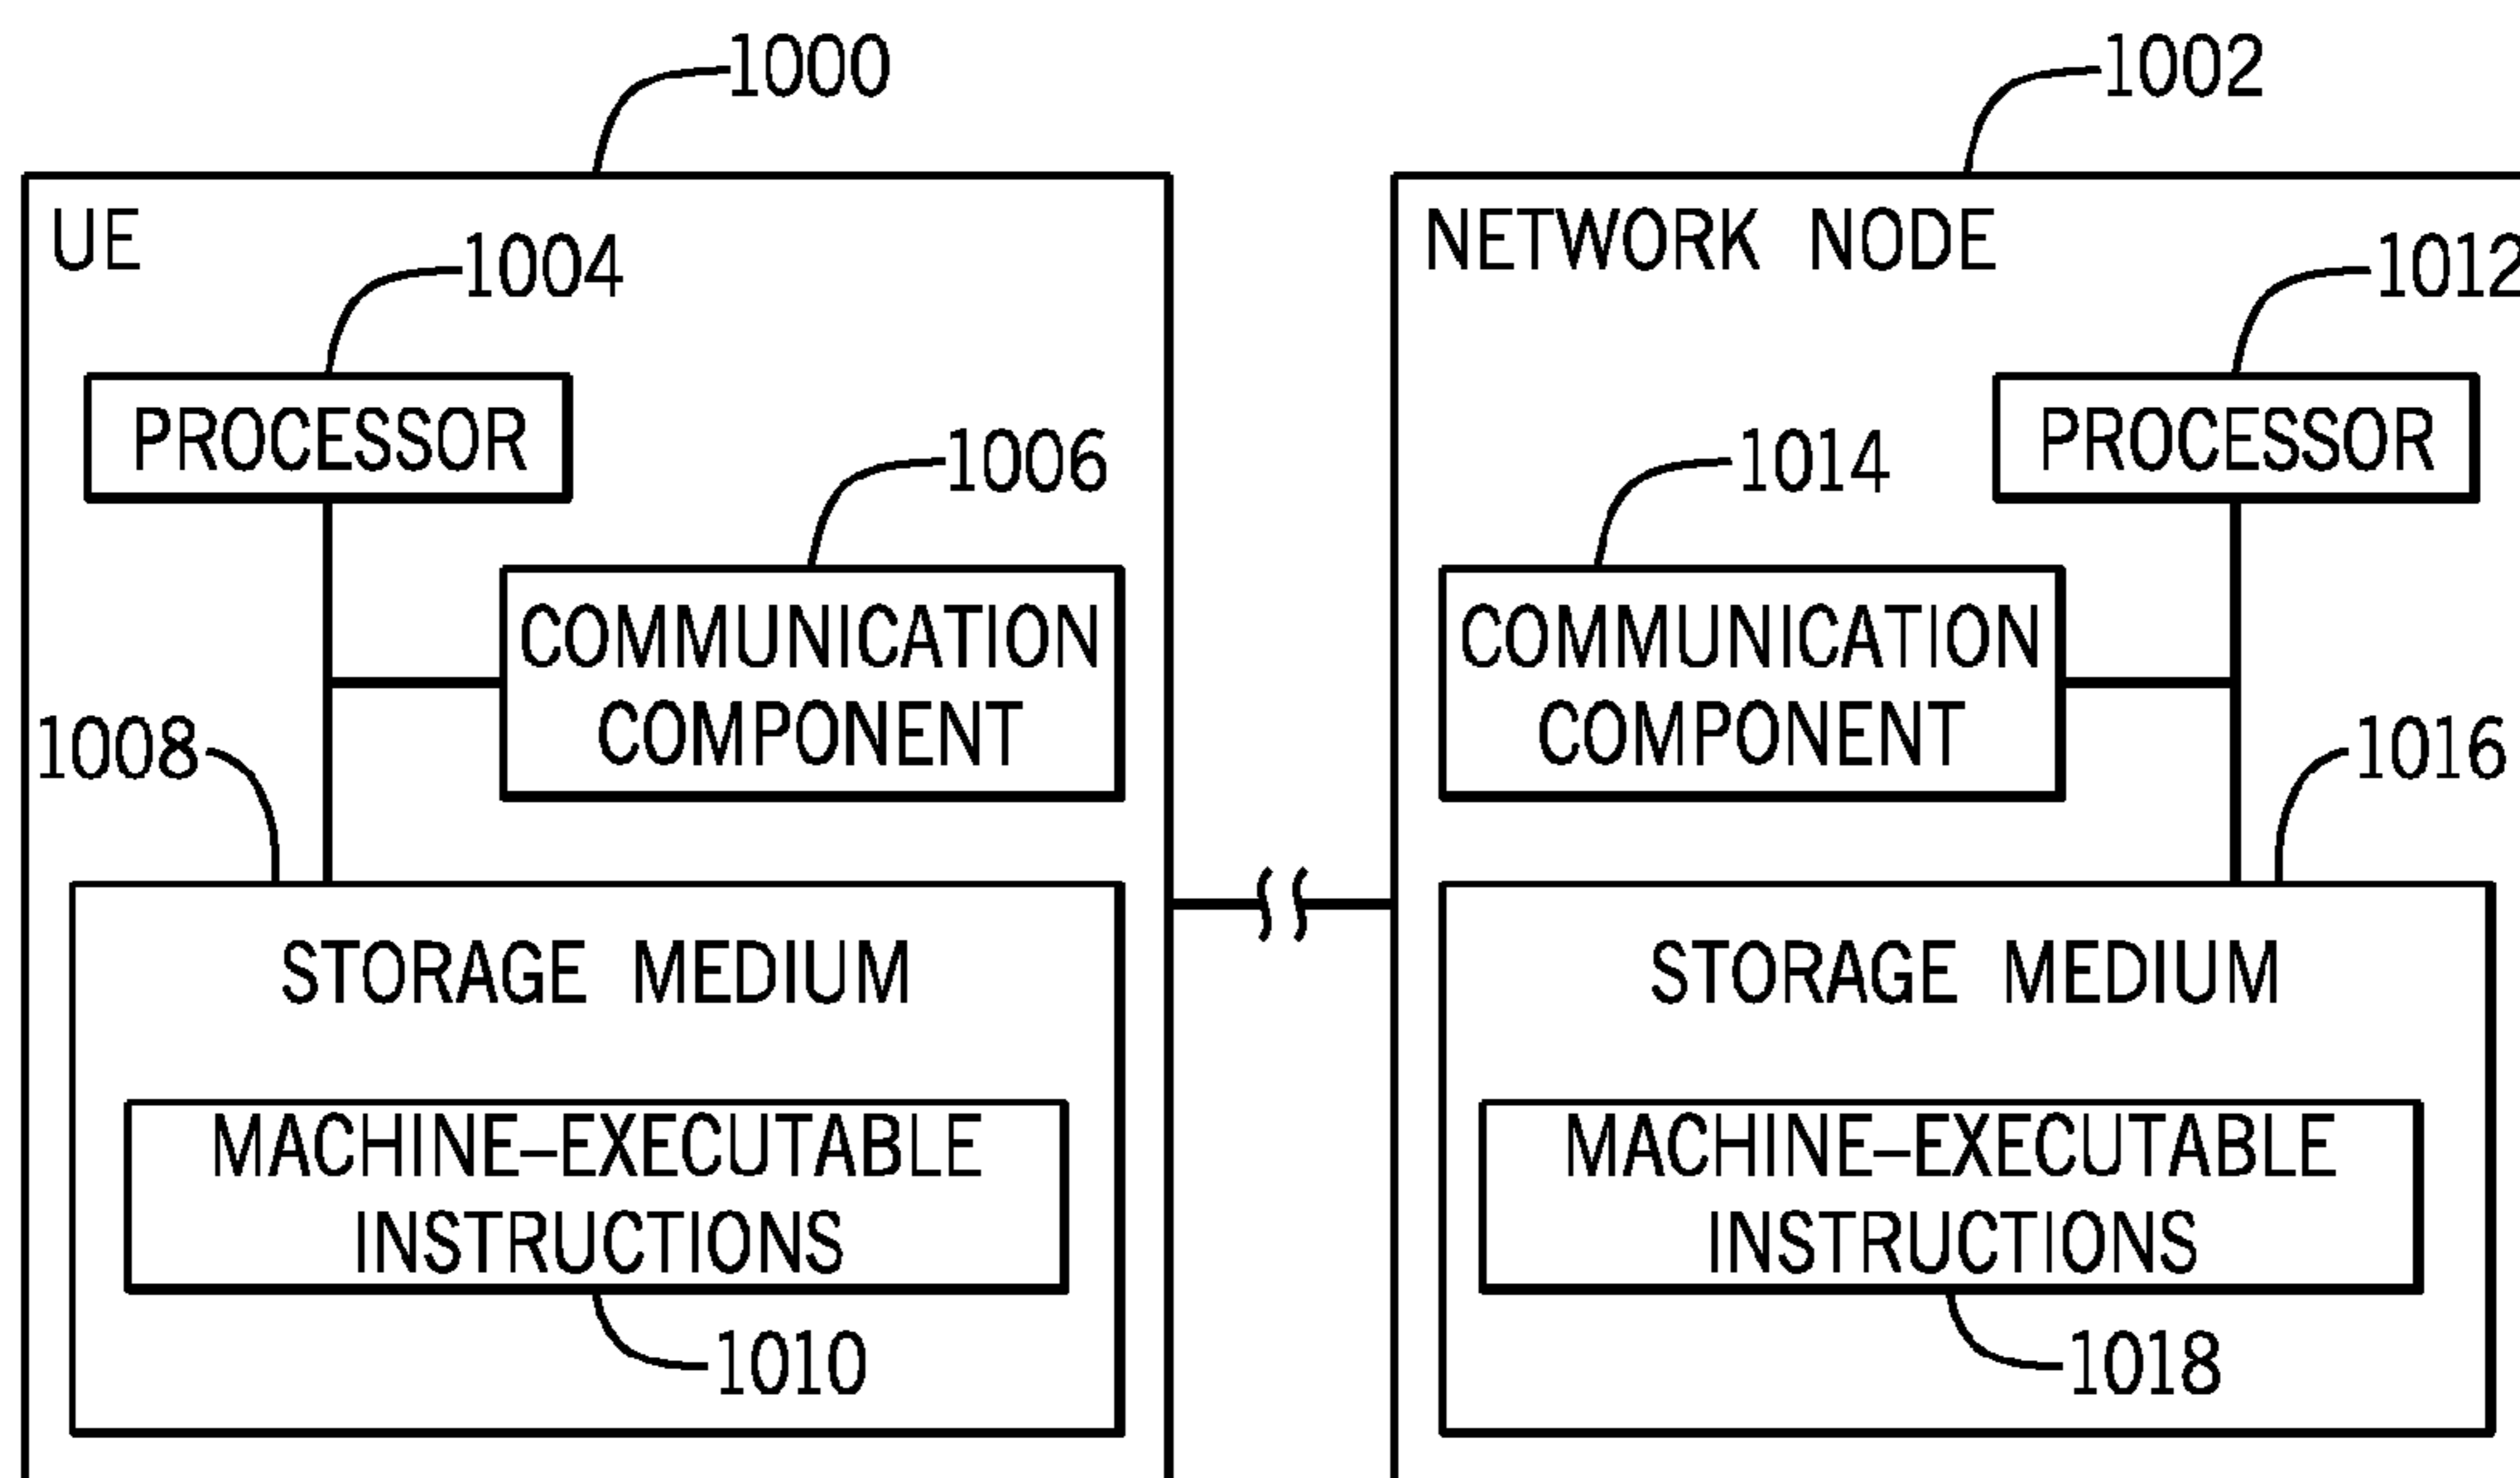 1000
UE
1004
PROCESSOR
1006
COMMUNICATION
COMPONENT
1008
STORAGE MEDIUM
MACHINE–EXECUTABLE
INSTRUCTIONS
1010
1002
NETWORK NODE
1012
PROCESSOR
1014
COMMUNICATION
COMPONENT
1016
STORAGE MEDIUM
MACHINE–EXECUTABLE
INSTRUCTIONS
1018